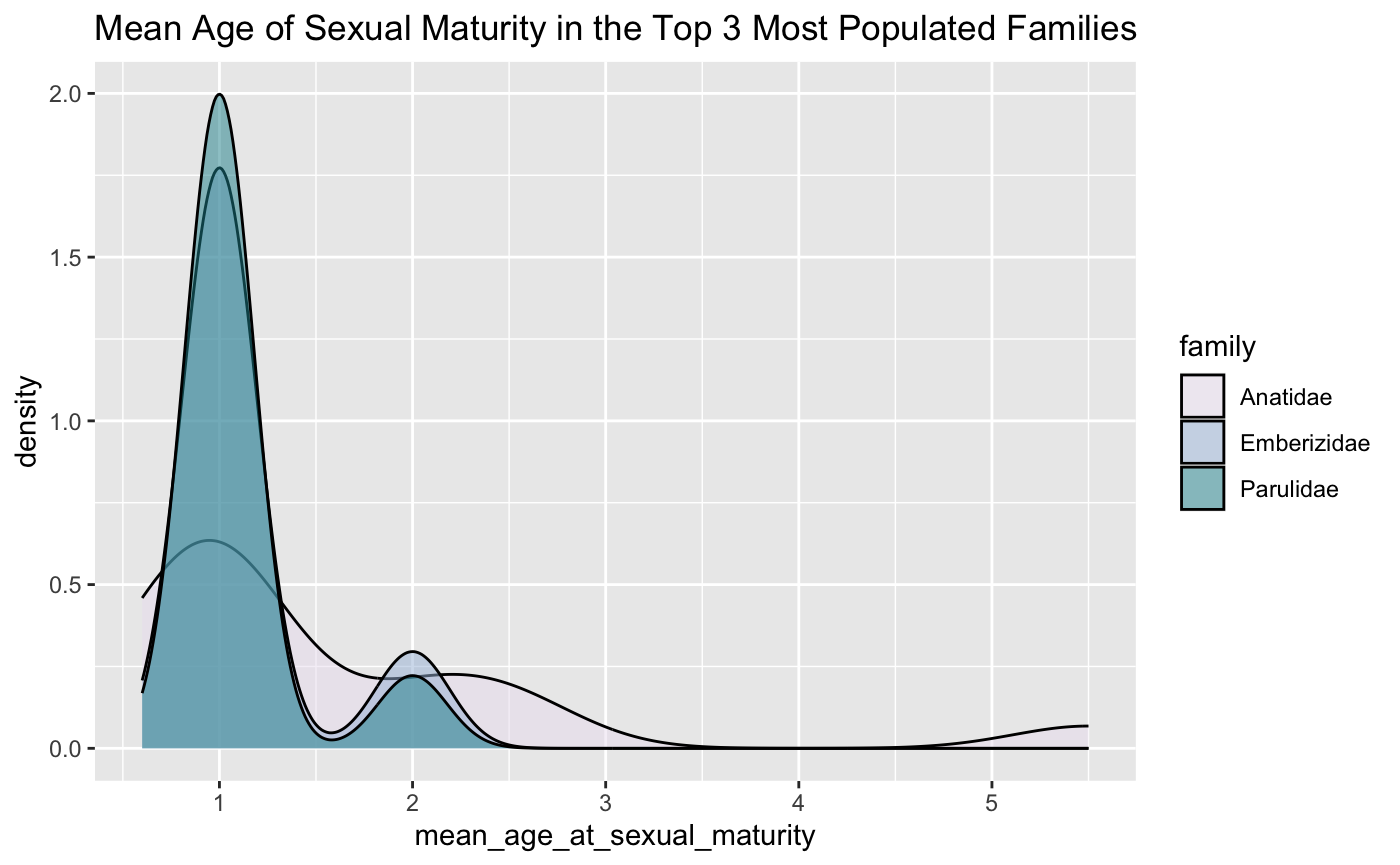 Mean Age of Sexual Maturity in the Top 3 Most Populated Families
2.0
1.5
1.0
0.5
0.0
density
1 2 3 4 5
mean_age_at_sexual_maturity
family
Anatidae
Emberizidae
Parulidae